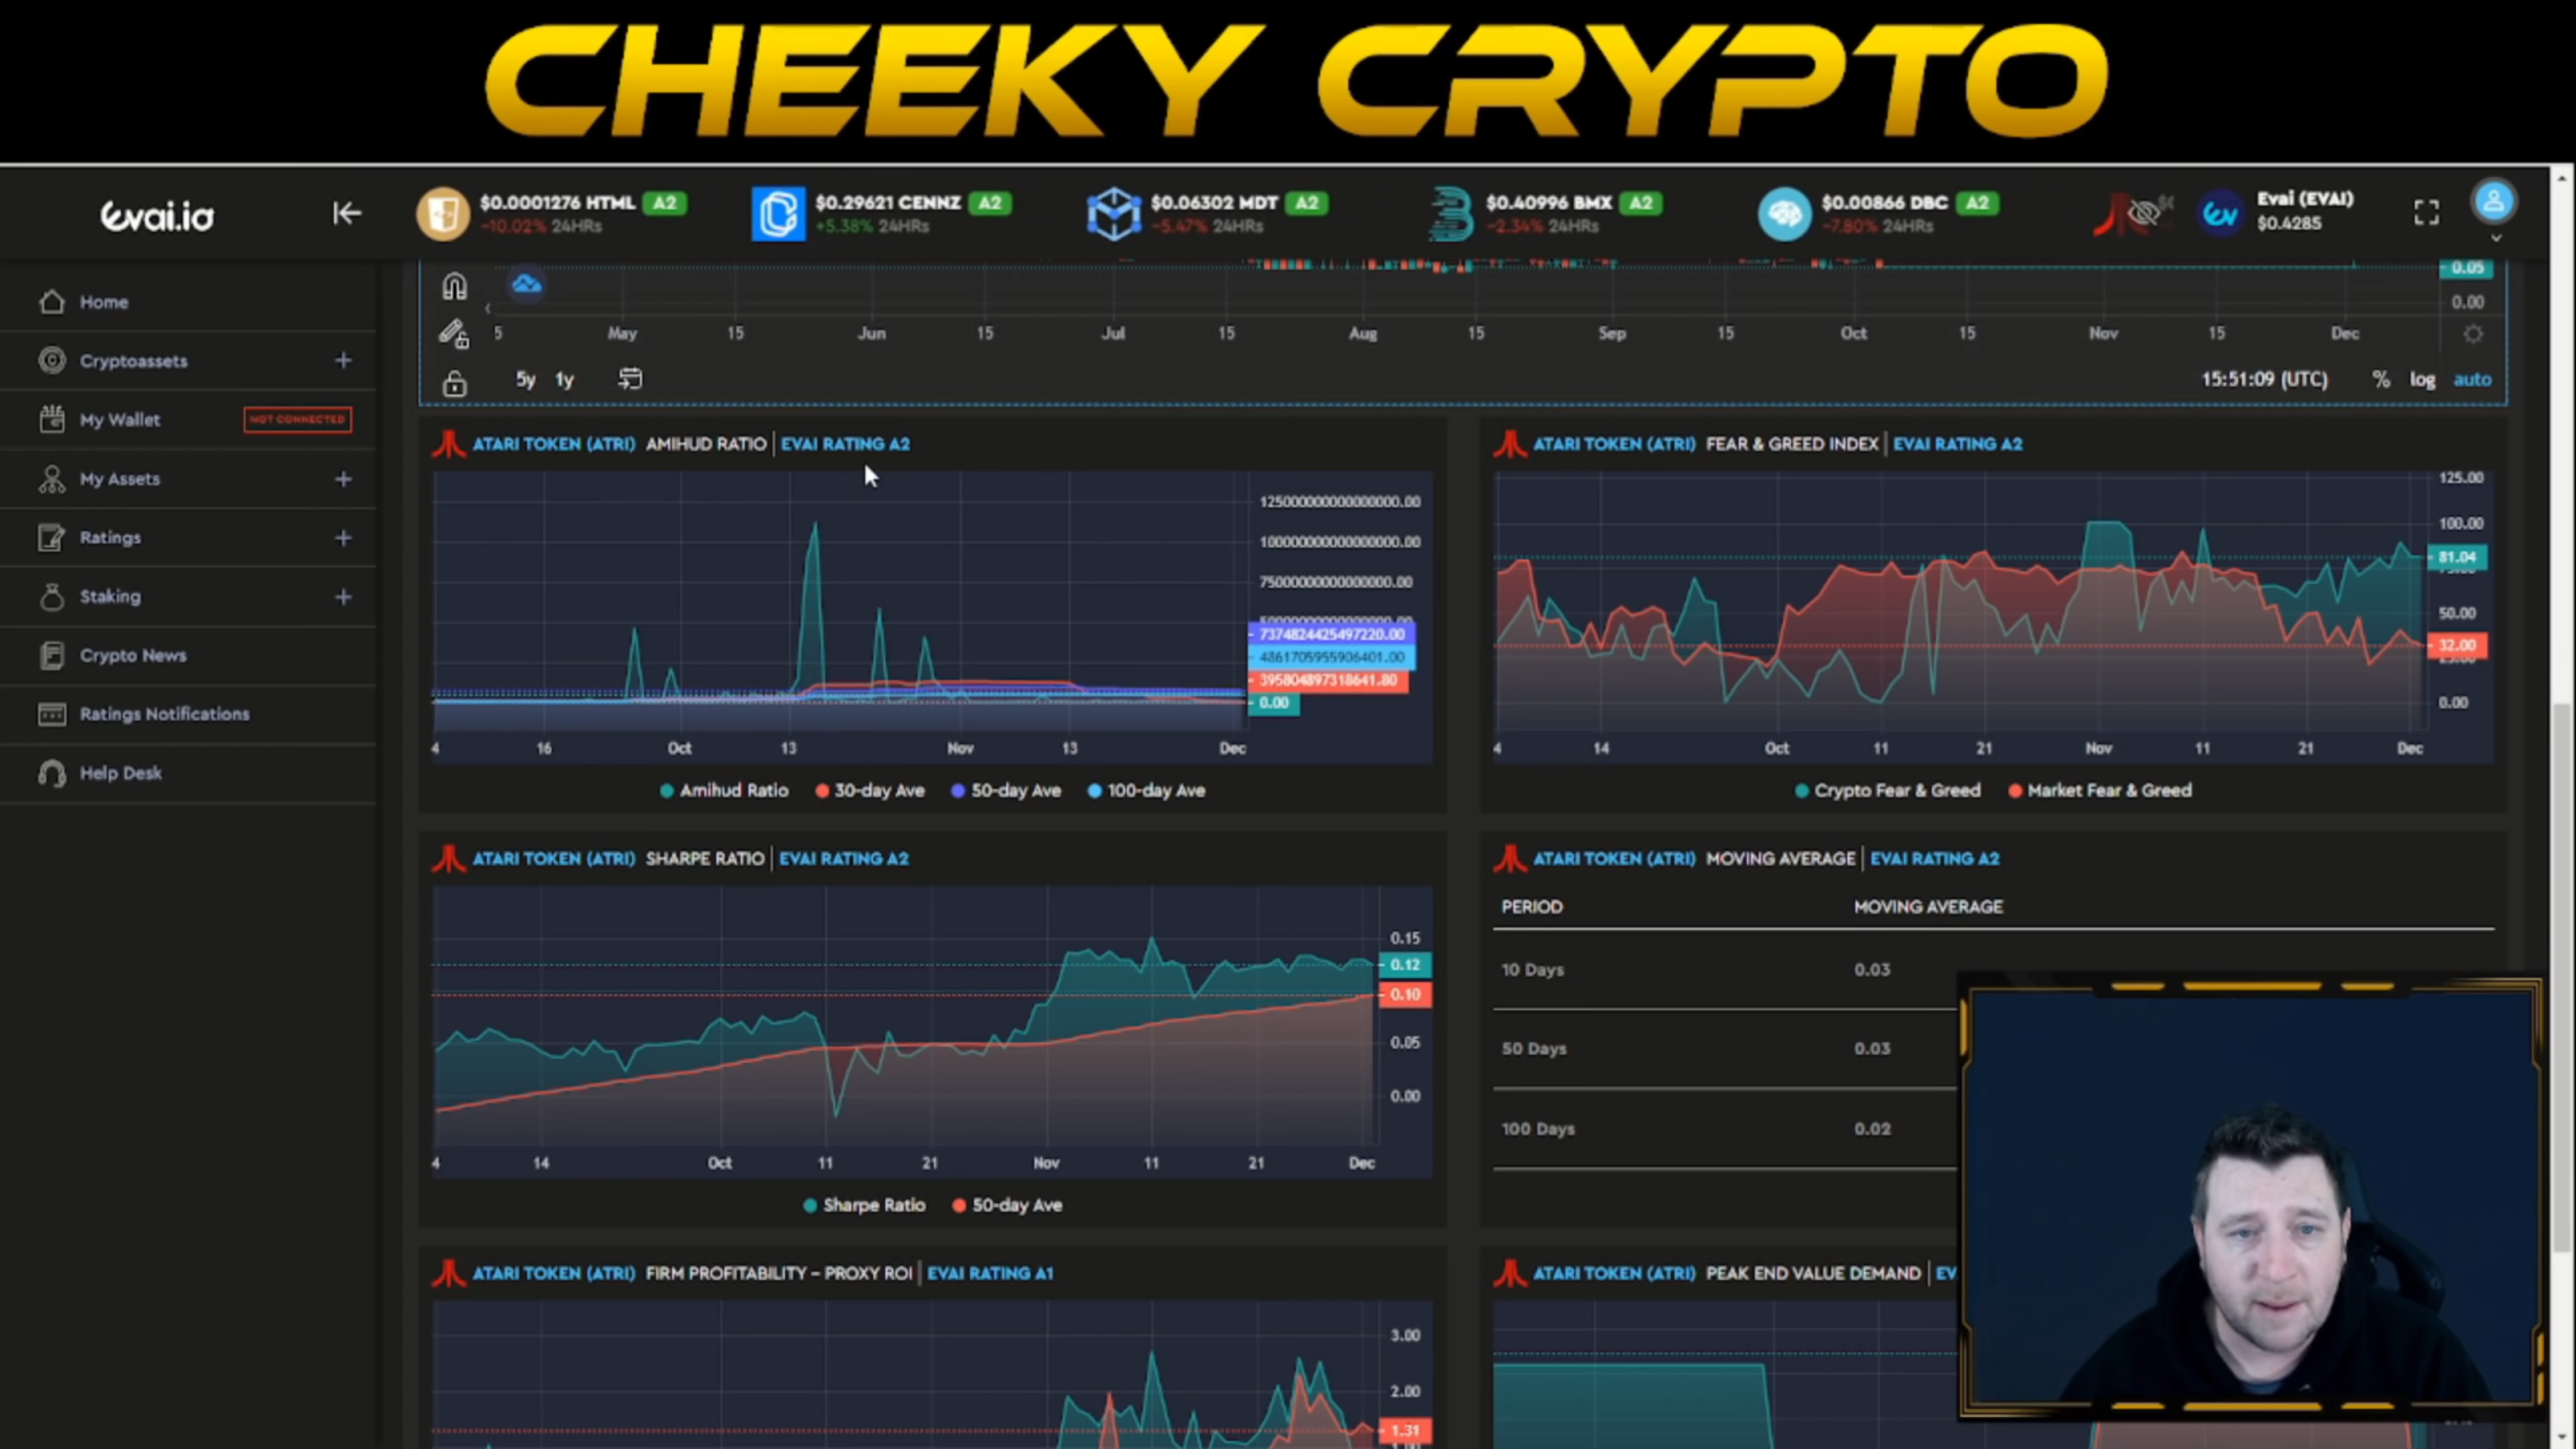 CHEEKY CRYPTO
evai.io
$0.0001276 HTML A2
-10.02% 24HRs
$0.29621 CENNZ A2
+5.38% 24HRs
$0.06302 MDT A2
-5.47% 24HRs
$0.40996 BMX A2
-2.34% 24HRs
$0.00866 DBC A2
-7.80% 24HRs
Evai (EVAI)
$0.4285
Home
Cryptoassets
My Wallet NOT CONNECTED
My Assets
Ratings
Staking
Crypto News
Ratings Notifications
Help Desk
0.05
0.00
5 May 15 Jun 15 Jul 15 Aug 15 Sep 15 Oct 15 Nov 15 Dec
5y 1y
15:51:09 (UTC) % log auto
ATARI TOKEN (ATRI) AMIHUD RATIO | EVAI RATING A2
7374824425497220.00
4861705955906401.00
395804897318641.80
0.00
4 16 Oct 13 Nov 13 Dec
Amihud Ratio 30-day Ave 50-day Ave 100-day Ave
ATARI TOKEN (ATRI) FEAR & GREED INDEX | EVAI RATING A2
125.00
100.00
81.04
50.00
32.00
0.00
4 14 Oct 11 21 Nov 11 21 Dec
Crypto Fear & Greed Market Fear & Greed
ATARI TOKEN (ATRI) SHARPE RATIO | EVAI RATING A2
0.15
0.12
0.10
0.05
0.00
4 14 Oct 11 21 Nov 11 21 Dec
Sharpe Ratio 50-day Ave
ATARI TOKEN (ATRI) MOVING AVERAGE | EVAI RATING A2
PERIOD MOVING AVERAGE
10 Days 0.03
50 Days 0.03
100 Days 0.02
ATARI TOKEN (ATRI) FIRM PROFITABILITY - PROXY ROI | EVAI RATING A1
3.00
2.00
1.31
ATARI TOKEN (ATRI) PEAK END VALUE DEMAND | EV